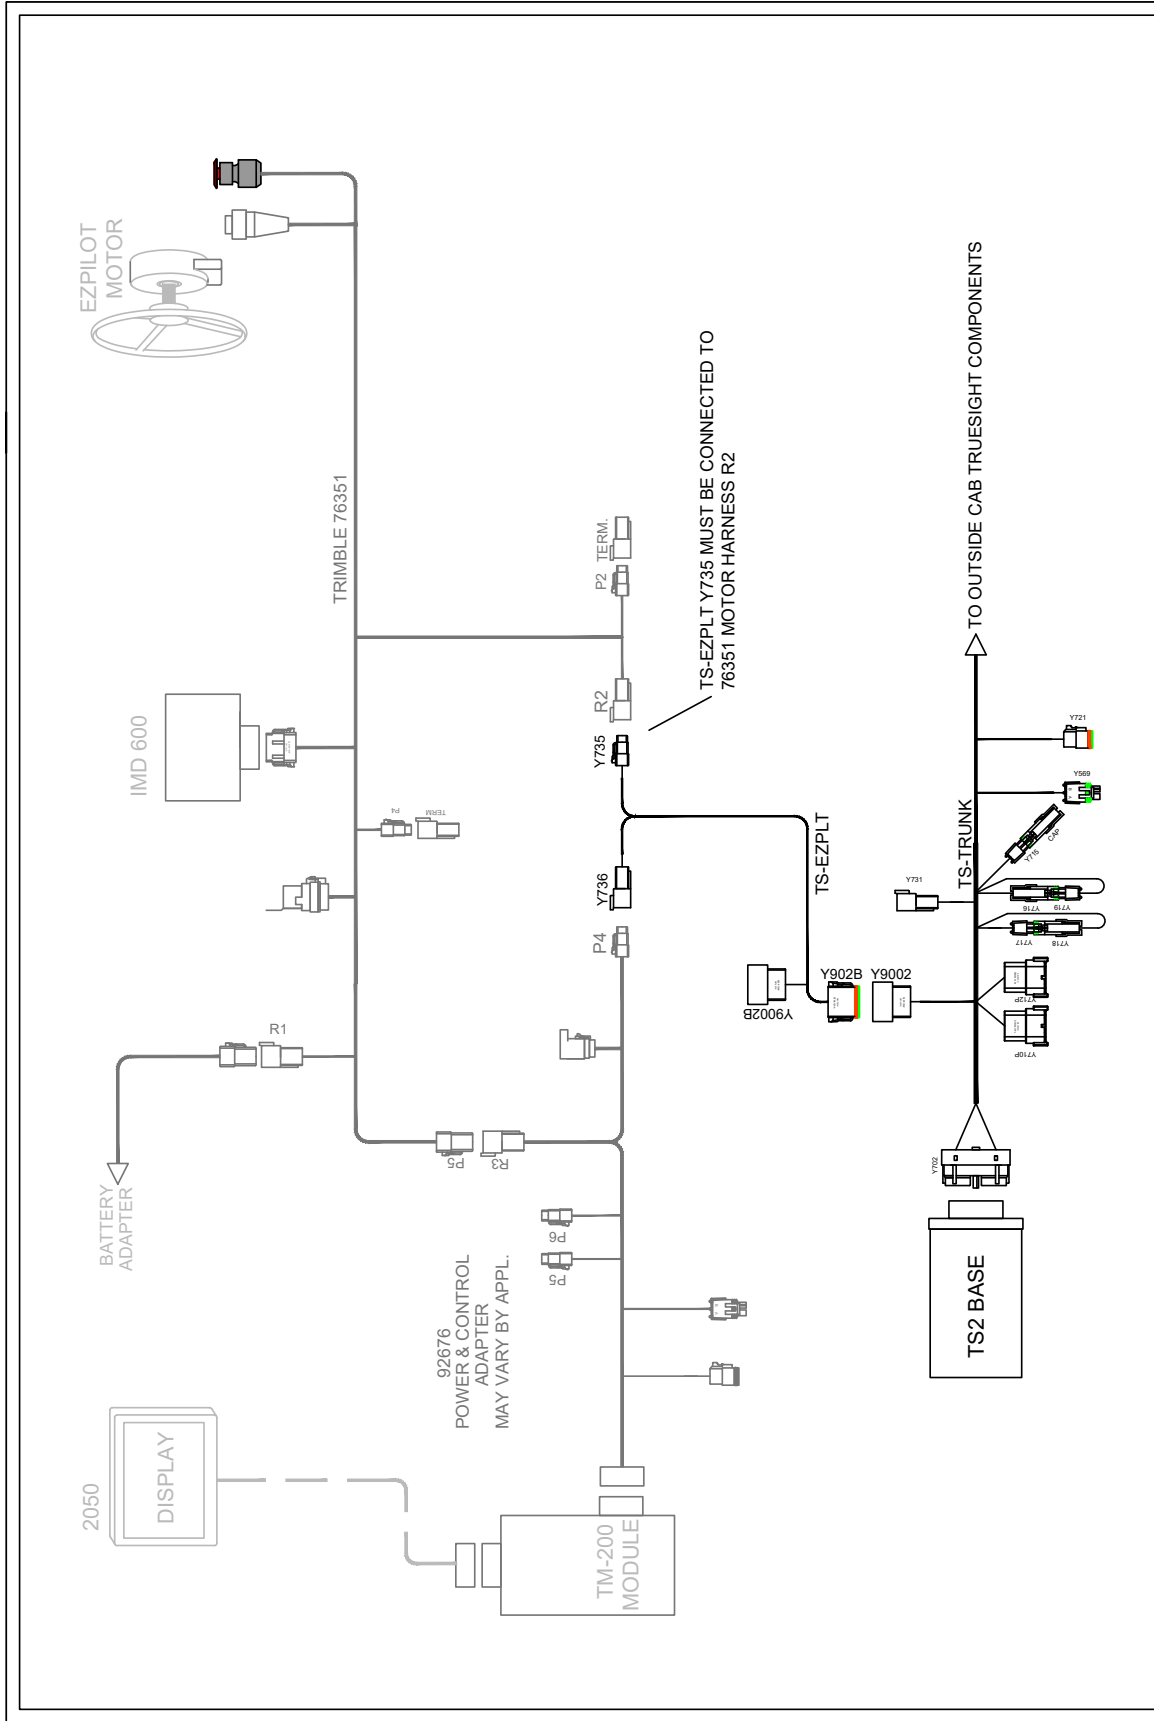 2050
DISPLAY
TM-200
MODULE
92676
POWER & CONTROL
ADAPTER
MAY VARY BY APPL.
BATTERY
ADAPTER
R1
P5
R3
P5
P6
IMD 600
P4
TERM
TRIMBLE 76351
EZPILOT
MOTOR
P4
Y736
Y735
R2
P2
TERM.
TS-EZPLT Y735 MUST BE CONNECTED TO
76351 MOTOR HARNESS R2
TS-EZPLT
Y9002B
Y902B
Y9002
TS2 BASE
Y702
Y710P
Y712P
Y717
Y718
Y716
Y719
Y731
TS-TRUNK
Y715
CAP
Y569
Y721
TO OUTSIDE CAB TRUESIGHT COMPONENTS